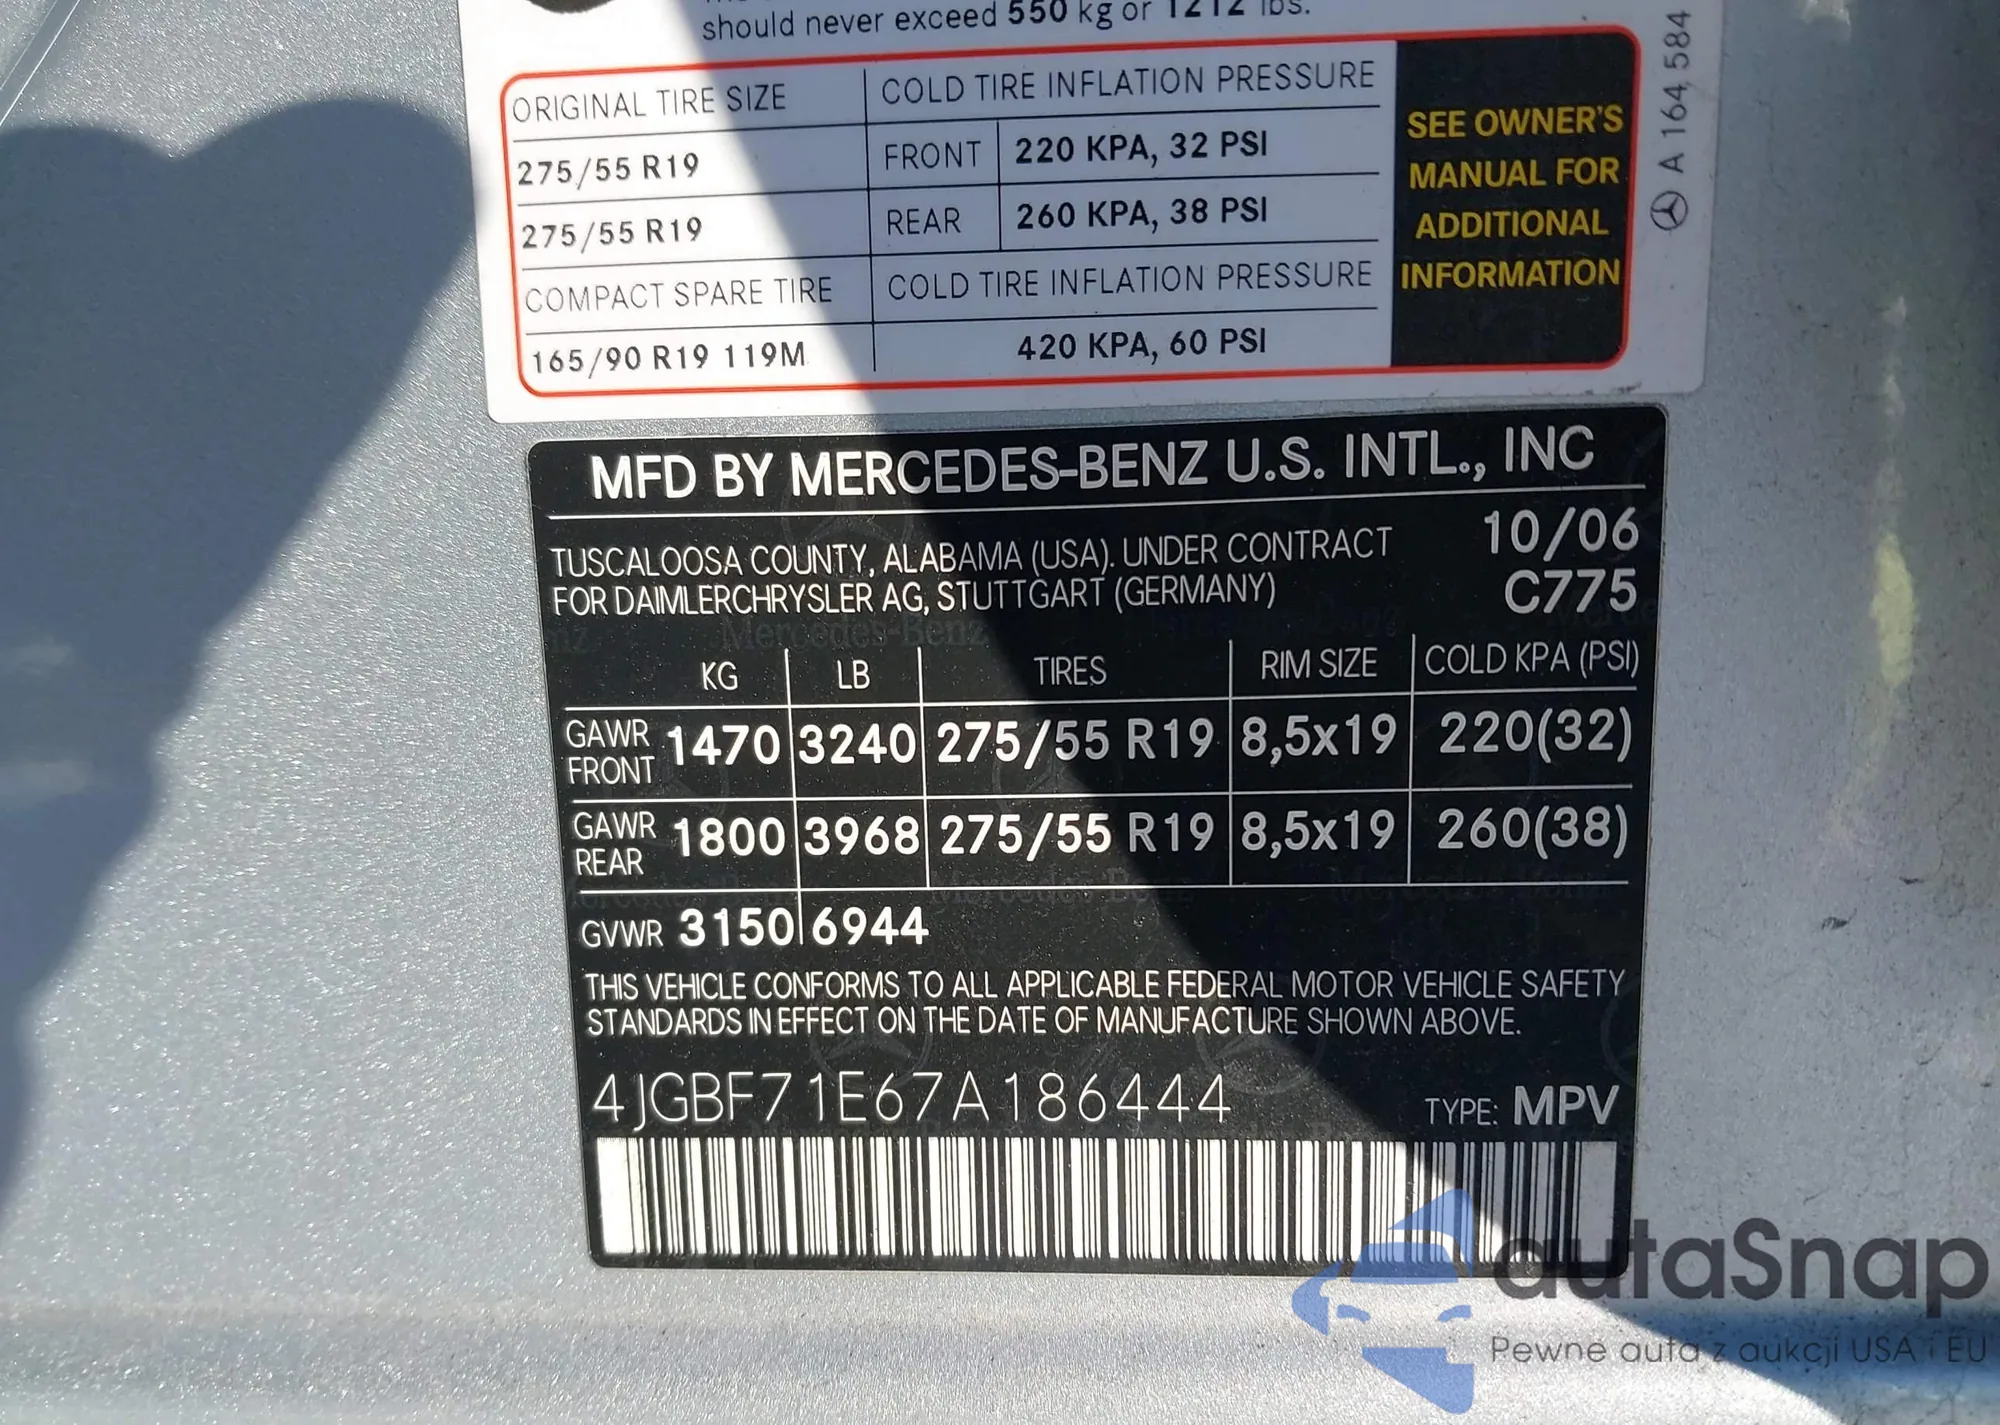 should never exceed 550 kg or 1212 lbs.
ORIGINAL TIRE SIZE COLD TIRE INFLATION PRESSURE
275/55 R19 FRONT 220 KPA, 32 PSI
275/55 R19 REAR 260 KPA, 38 PSI
COMPACT SPARE TIRE COLD TIRE INFLATION PRESSURE
165/90 R19 119M 420 KPA, 60 PSI
SEE OWNER'S
MANUAL FOR
ADDITIONAL
INFORMATION
A 164 584
MFD BY MERCEDES-BENZ U.S. INTL., INC
TUSCALOOSA COUNTY, ALABAMA (USA). UNDER CONTRACT 10/06
FOR DAIMLERCHRYSLER AG, STUTTGART (GERMANY) C775
KG LB TIRES RIM SIZE COLD KPA (PSI)
GAWR FRONT 1470 3240 275/55 R19 8,5x19 220(32)
GAWR REAR 1800 3968 275/55 R19 8,5x19 260(38)
GVWR 3150 6944
THIS VEHICLE CONFORMS TO ALL APPLICABLE FEDERAL MOTOR VEHICLE SAFETY
STANDARDS IN EFFECT ON THE DATE OF MANUFACTURE SHOWN ABOVE.
4JGBF71E67A186444 TYPE: MPV
autaSnap
Pewne auta z aukcji USA i EU